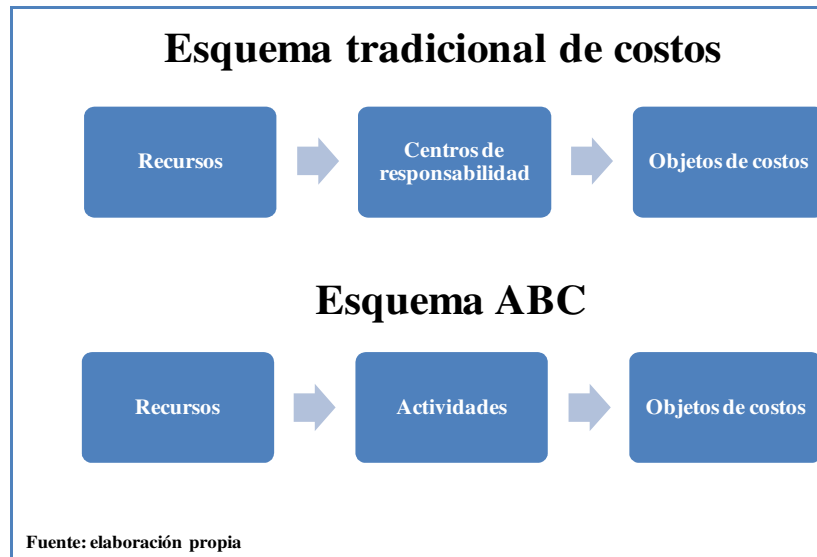 Esquema tradicional de costos
Recursos
Centros de
responsabilidad
Objetos de costos
Esquema ABC
Recursos
Actividades
Objetos de costos
Fuente: elaboración propia